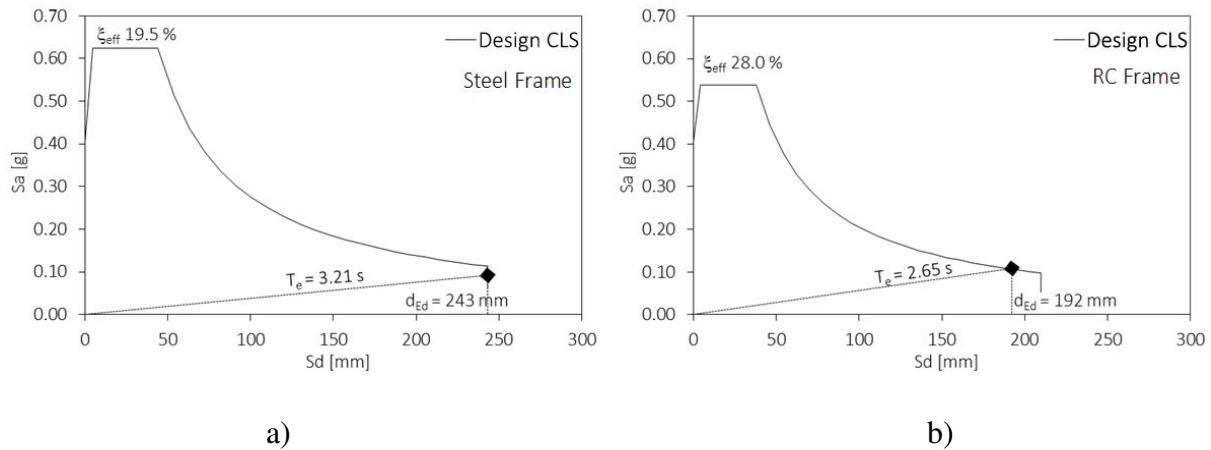 0.70
0.60
0.50
0.40
0.30
0.20
0.10
0.00
Sa [g]
ξeff 19.5 %
Design CLS
Steel Frame
Te = 3.21 s
dEd = 243 mm
0 50 100 150 200 250 300
Sd [mm]
a)
0.70
0.60
0.50
0.40
0.30
0.20
0.10
0.00
Sa [g]
ξeff 28.0 %
Design CLS
RC Frame
Te = 2.65 s
dEd = 192 mm
0 50 100 150 200 250 300
Sd [mm]
b)